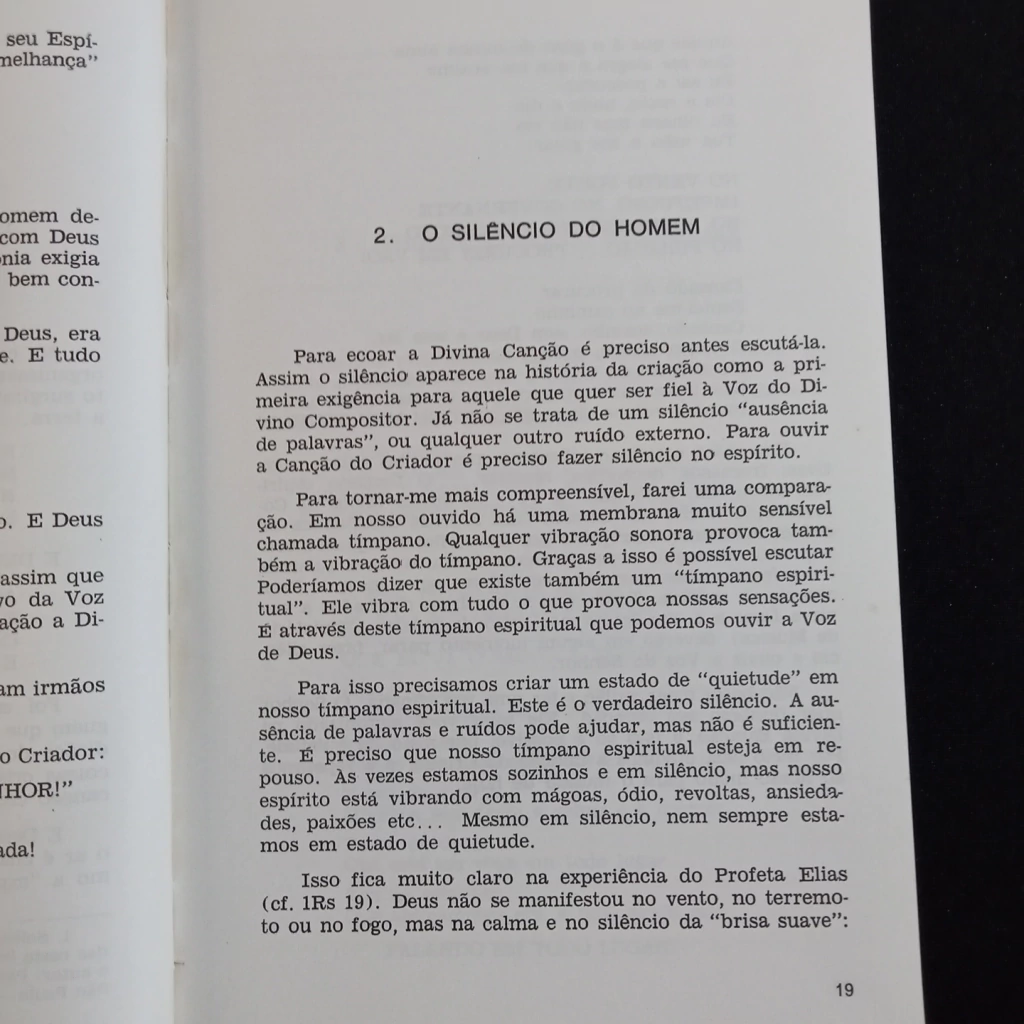 seu Espí-
melhança"
omem de-
com Deus
nia exigia
bem con-
Deus, era
e. E tudo
o. E Deus
assim que
vo da Voz
ação a Di-
am irmãos
o Criador:
NHOR!"
ada!
2. O SILÊNCIO DO HOMEM
Para ecoar a Divina Canção é preciso antes escutá-la.
Assim o silêncio aparece na história da criação como a pri-
meira exigência para aquele que quer ser fiel à Voz do Di-
vino Compositor. Já não se trata de um silêncio "ausência
de palavras", ou qualquer outro ruído externo. Para ouvir
a Canção do Criador é preciso fazer silêncio no espírito.
Para tornar-me mais compreensível, farei uma compara-
ção. Em nosso ouvido há uma membrana muito sensível
chamada tímpano. Qualquer vibração sonora provoca tam-
bém a vibração do tímpano. Graças a isso é possível escutar
Poderíamos dizer que existe também um "tímpano espiri-
tual". Ele vibra com tudo o que provoca nossas sensações.
É através deste tímpano espiritual que podemos ouvir a Voz
de Deus.
Para isso precisamos criar um estado de "quietude" em
nosso tímpano espiritual. Este é o verdadeiro silêncio. A au-
sência de palavras e ruídos pode ajudar, mas não é suficien-
te. É preciso que nosso tímpano espiritual esteja em re-
pouso. Às vezes estamos sozinhos e em silêncio, mas nosso
espírito está vibrando com mágoas, ódio, revoltas, ansieda-
des, paixões etc... Mesmo em silêncio, nem sempre esta-
mos em estado de quietude.
Isso fica muito claro na experiência do Profeta Elias
(cf. 1Rs 19). Deus não se manifestou no vento, no terremo-
to ou no fogo, mas na calma e no silêncio da "brisa suave":
19